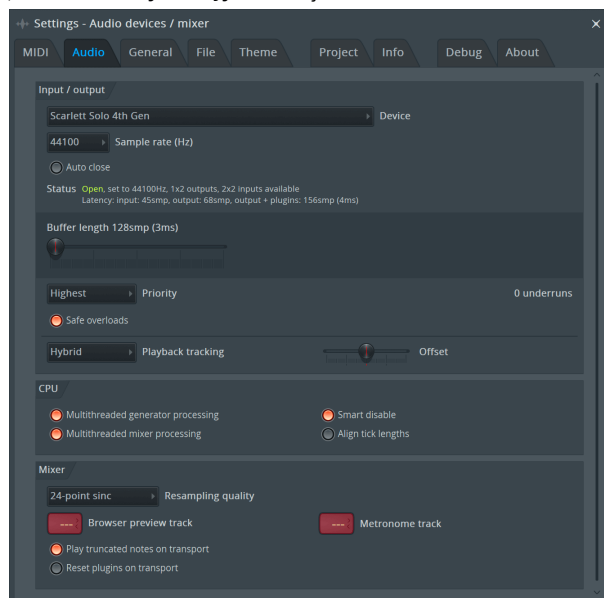 Settings - Audio devices / mixer
MIDI Audio General File Theme Project Info Debug About
Input / output
Scarlett Solo 4th Gen Device
44100 Sample rate (Hz)
Auto close
Status Open, set to 44100Hz, 1x2 outputs, 2x2 inputs available
Latency: input: 45smp, output: 68smp, output + plugins: 156smp (4ms)
Buffer length 128smp (3ms)
Highest Priority 0 underruns
Safe overloads
Hybrid Playback tracking Offset
CPU
Multithreaded generator processing Smart disable
Multithreaded mixer processing Align tick lengths
Mixer
24-point sinc Resampling quality
--- Browser preview track --- Metronome track
Play truncated notes on transport
Reset plugins on transport